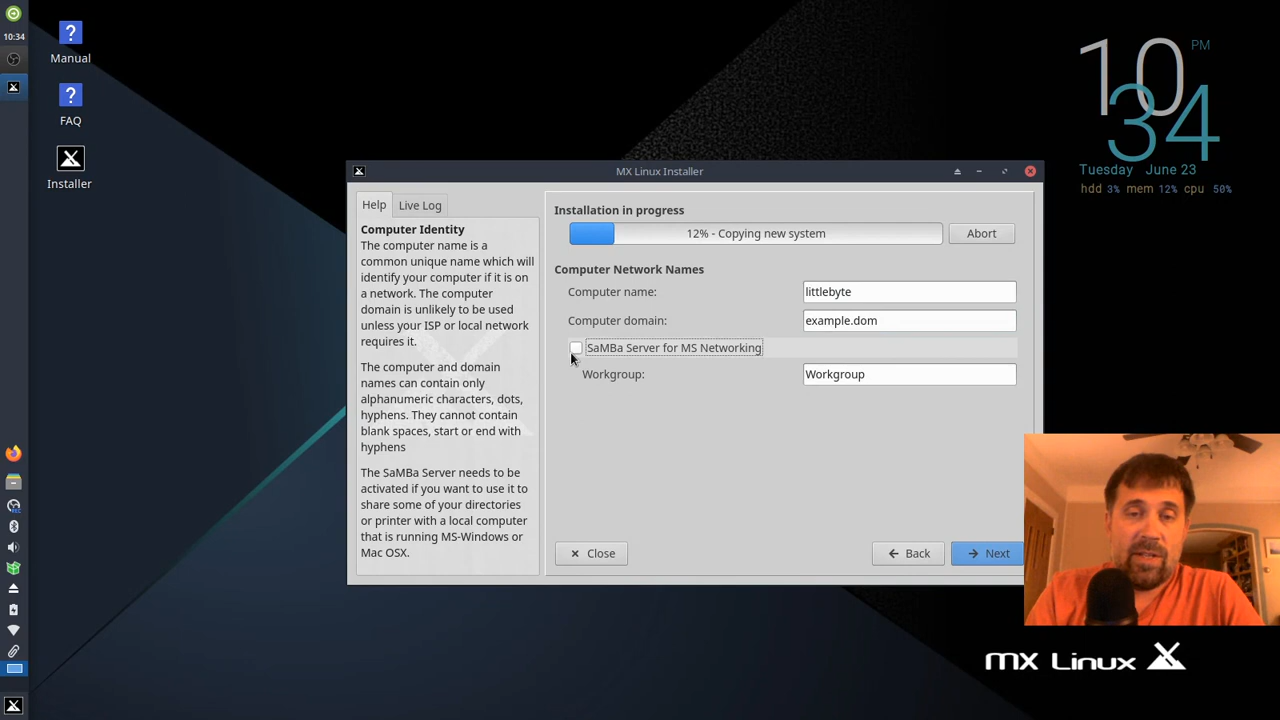 10:34
Manual
FAQ
Installer
10
PM
34
Tuesday June 23
hdd 3% mem 12% cpu 50%
MX Linux Installer
Help
Live Log
Computer Identity
The computer name is a
common unique name which will
identify your computer if it is on
a network. The computer
domain is unlikely to be used
unless your ISP or local network
requires it.
The computer and domain
names can contain only
alphanumeric characters, dots,
hyphens. They cannot contain
blank spaces, start or end with
hyphens
The SaMBa Server needs to be
activated if you want to use it to
share some of your directories
or printer with a local computer
that is running MS-Windows or
Mac OSX.
Installation in progress
12% - Copying new system
Abort
Computer Network Names
Computer name:
littlebyte
Computer domain:
example.dom
SaMBa Server for MS Networking
Workgroup:
Workgroup
Close
Back
Next
MX Linux